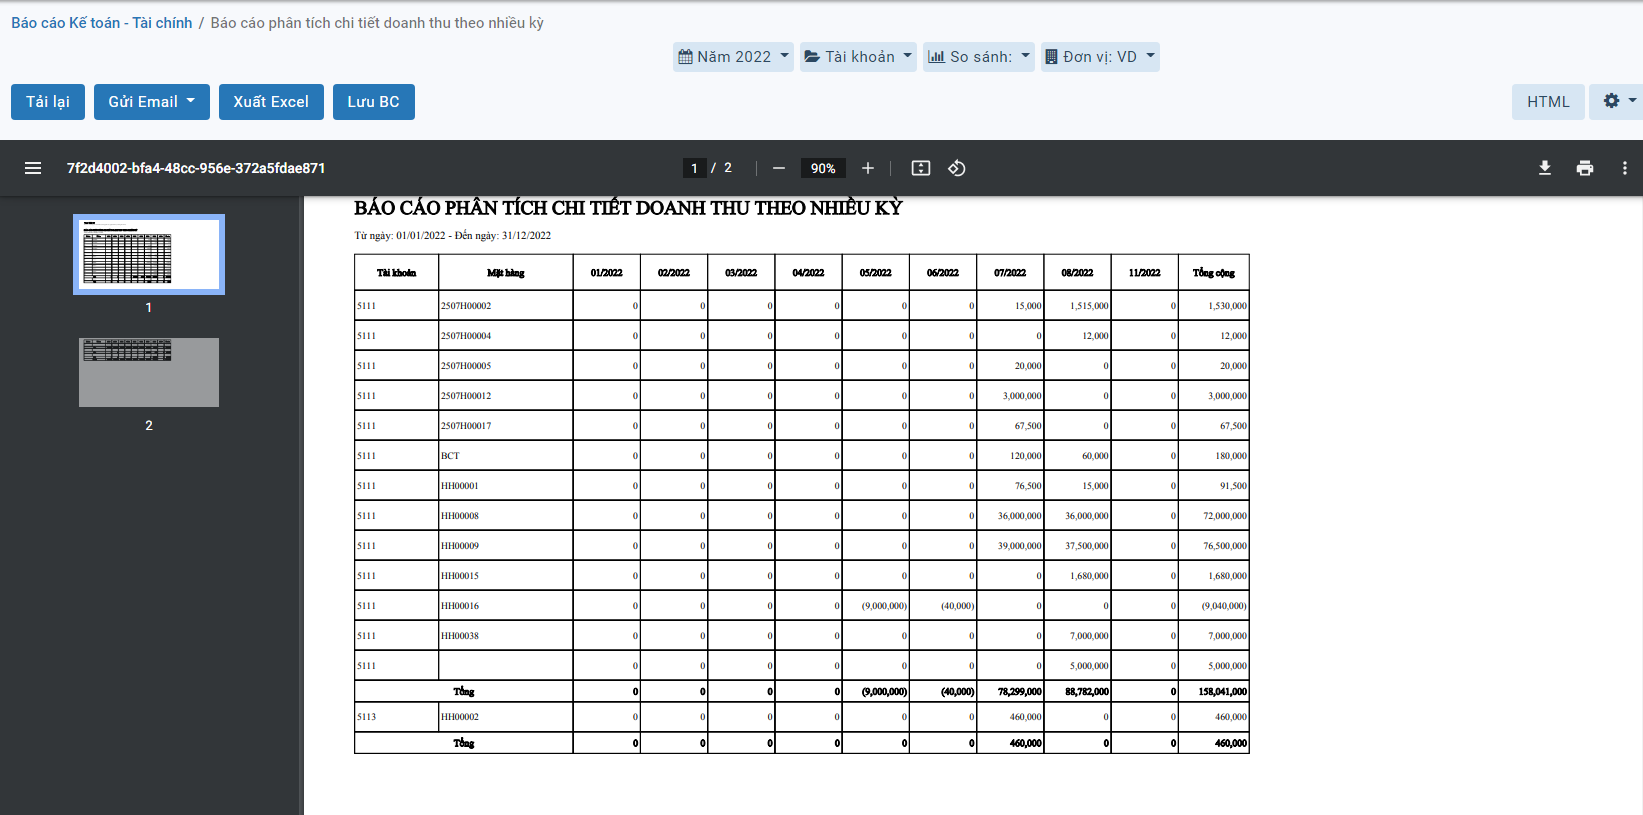 Báo cáo Kế toán - Tài chính / Báo cáo phân tích chi tiết doanh thu theo nhiều kỳ
Năm 2022 Tài khoản So sánh: Đơn vị: VD
Tải lại Gửi Email Xuất Excel Lưu BC HTML
7f2d4002-bfa4-48cc-956e-372a5fdae871 1 / 2 90%
BÁO CÁO PHÂN TÍCH CHI TIẾT DOANH THU THEO NHIỀU KỲ
Từ ngày: 01/01/2022 - Đến ngày: 31/12/2022
Tài khoản Mặt hàng 01/2022 02/2022 03/2022 04/2022 05/2022 06/2022 07/2022 08/2022 11/2022 Tổng cộng
5111 2507H00002 0 0 0 0 0 0 15,000 1,515,000 0 1,530,000
5111 2507H00004 0 0 0 0 0 0 0 12,000 0 12,000
5111 2507H00005 0 0 0 0 0 0 20,000 0 0 20,000
5111 2507H00012 0 0 0 0 0 0 3,000,000 0 0 3,000,000
5111 2507H00017 0 0 0 0 0 0 67,500 0 0 67,500
5111 BCT 0 0 0 0 0 0 120,000 60,000 0 180,000
5111 HH00001 0 0 0 0 0 0 76,500 15,000 0 91,500
5111 HH00008 0 0 0 0 0 0 36,000,000 36,000,000 0 72,000,000
5111 HH00009 0 0 0 0 0 0 39,000,000 37,500,000 0 76,500,000
5111 HH00015 0 0 0 0 0 0 0 1,680,000 0 1,680,000
5111 HH00016 0 0 0 0 (9,000,000) (40,000) 0 0 0 (9,040,000)
5111 HH00038 0 0 0 0 0 0 0 7,000,000 0 7,000,000
5111 0 0 0 0 0 0 0 5,000,000 0 5,000,000
Tổng 0 0 0 0 (9,000,000) (40,000) 78,299,000 88,782,000 0 158,041,000
5113 HH00002 0 0 0 0 0 0 460,000 0 0 460,000
Tổng 0 0 0 0 0 0 460,000 0 0 460,000
1
2